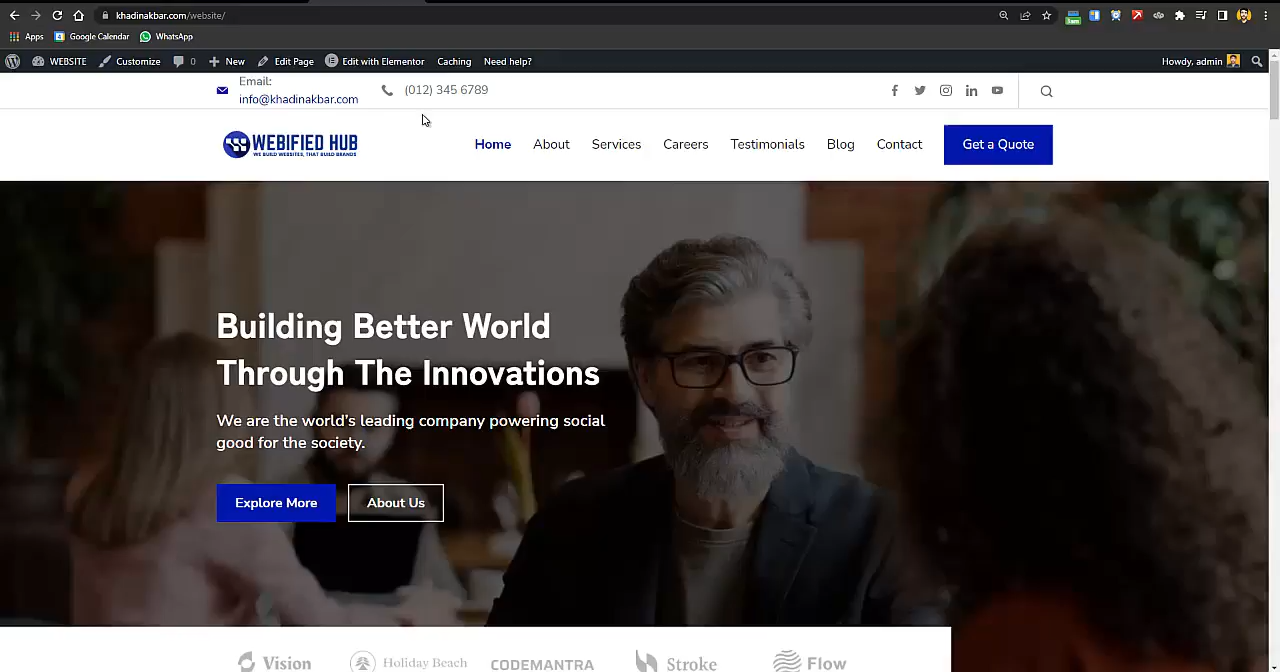 khadinakbar.com/website/
Apps Google Calendar WhatsApp
WEBSITE Customize 0 New Edit Page Edit with Elementor Caching Need help? Howdy, admin
Email:
info@khadinakbar.com
(012) 345 6789
WEBIFIED HUB
WE BUILD WEBSITES, THAT BUILD BRANDS
Home About Services Careers Testimonials Blog Contact Get a Quote
Building Better World
Through The Innovations
We are the world's leading company powering social
good for the society.
Explore More About Us
Vision Holiday Beach CODEMANTRA Stroke Flow